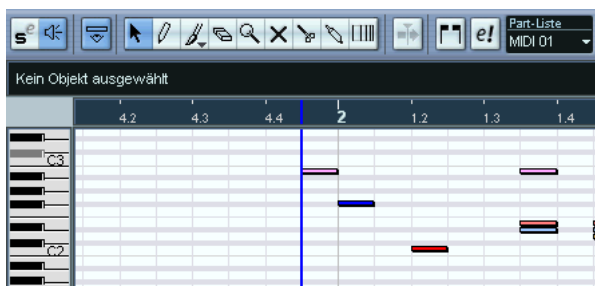 Se
e!
Part-Liste
MIDI 01
Kein Objekt ausgewählt
4.2 4.3 4.4 2 1.2 1.3 1.4
C3
C2